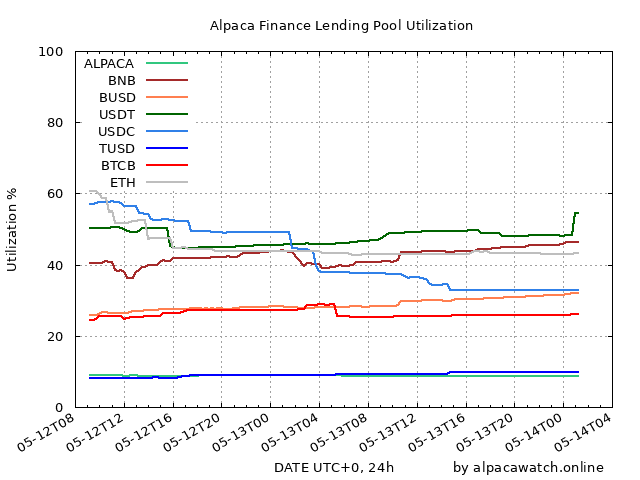 Alpaca Finance Lending Pool Utilization
100
80
60
40
20
0
Utilization %
ALPACA
BNB
BUSD
USDT
USDC
TUSD
BTCB
ETH
05-12T08
05-12T12
05-12T16
05-12T20
05-13T00
05-13T04
05-13T08
05-13T12
05-13T16
05-13T20
05-14T00
05-14T04
DATE UTC+0, 24h
by alpacawatch.online